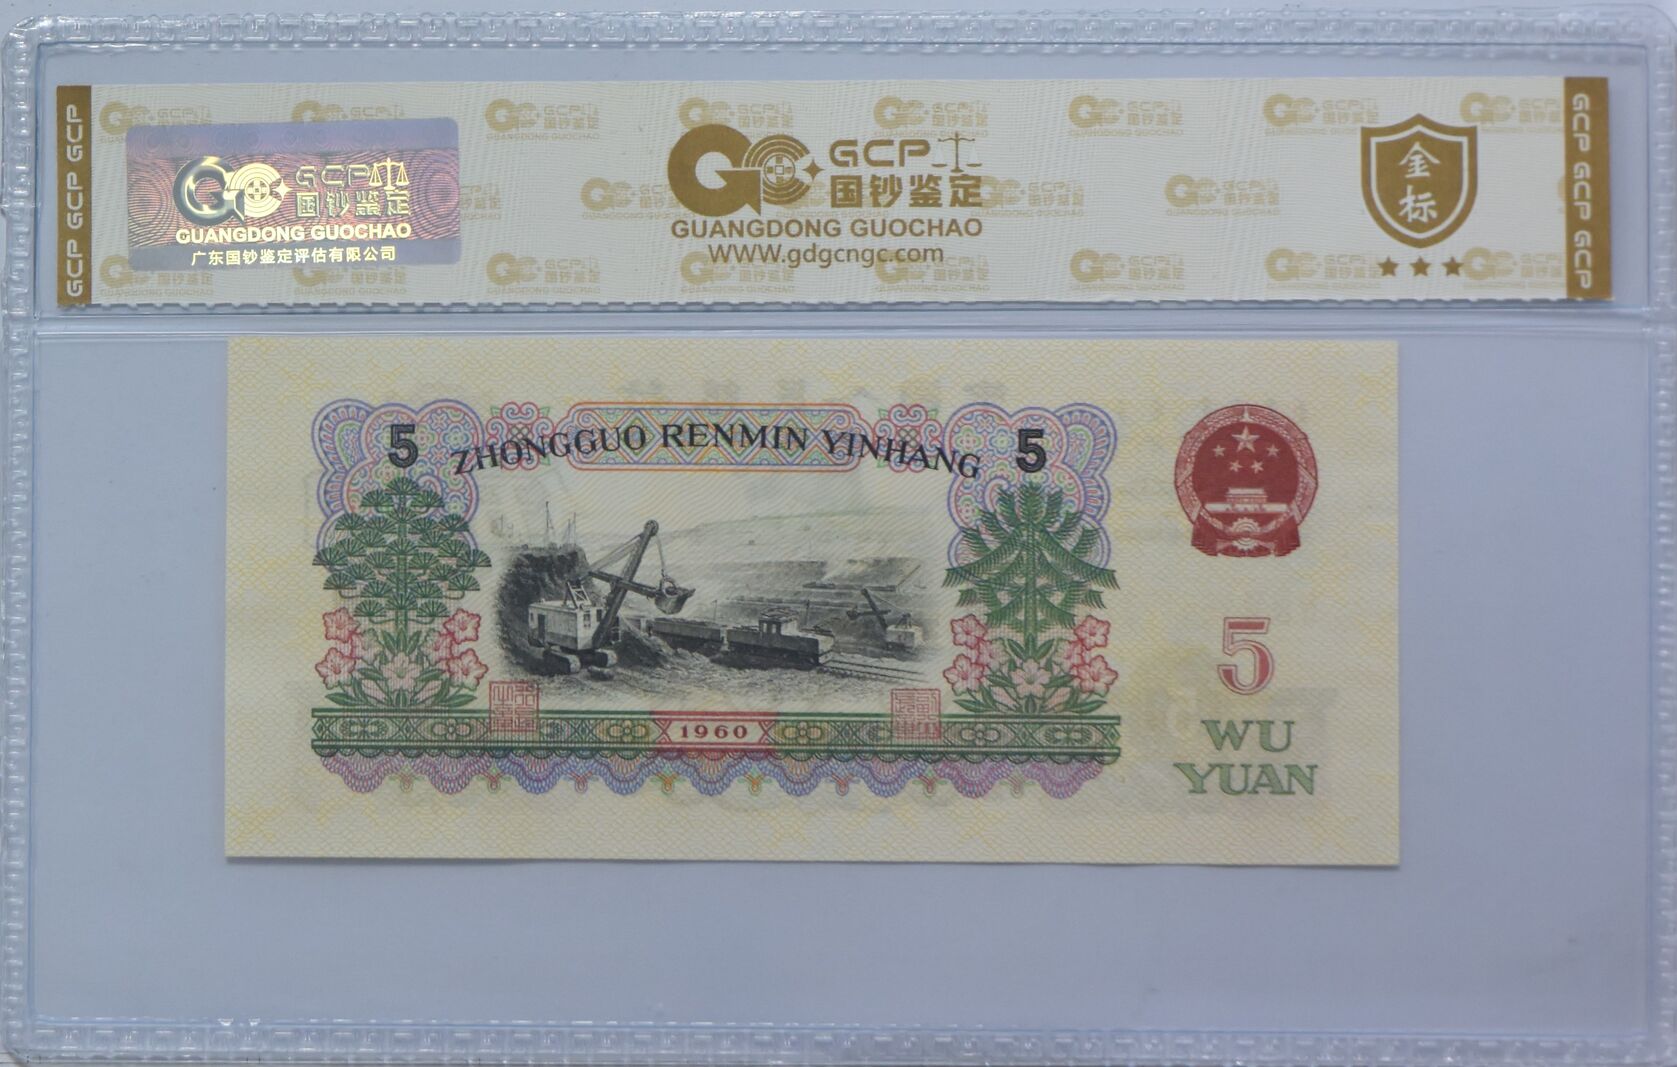 GCP GCP GCP
GCP
国钞鉴定
GUANGDONG GUOCHAO
广东国钞鉴定评估有限公司
GCP
国钞鉴定
GUANGDONG GUOCHAO
WWW.gdgcngc.com
金
标
GCP GCP GCP
5 ZHONGGUO RENMIN YINHANG 5
1960
5
WU
YUAN